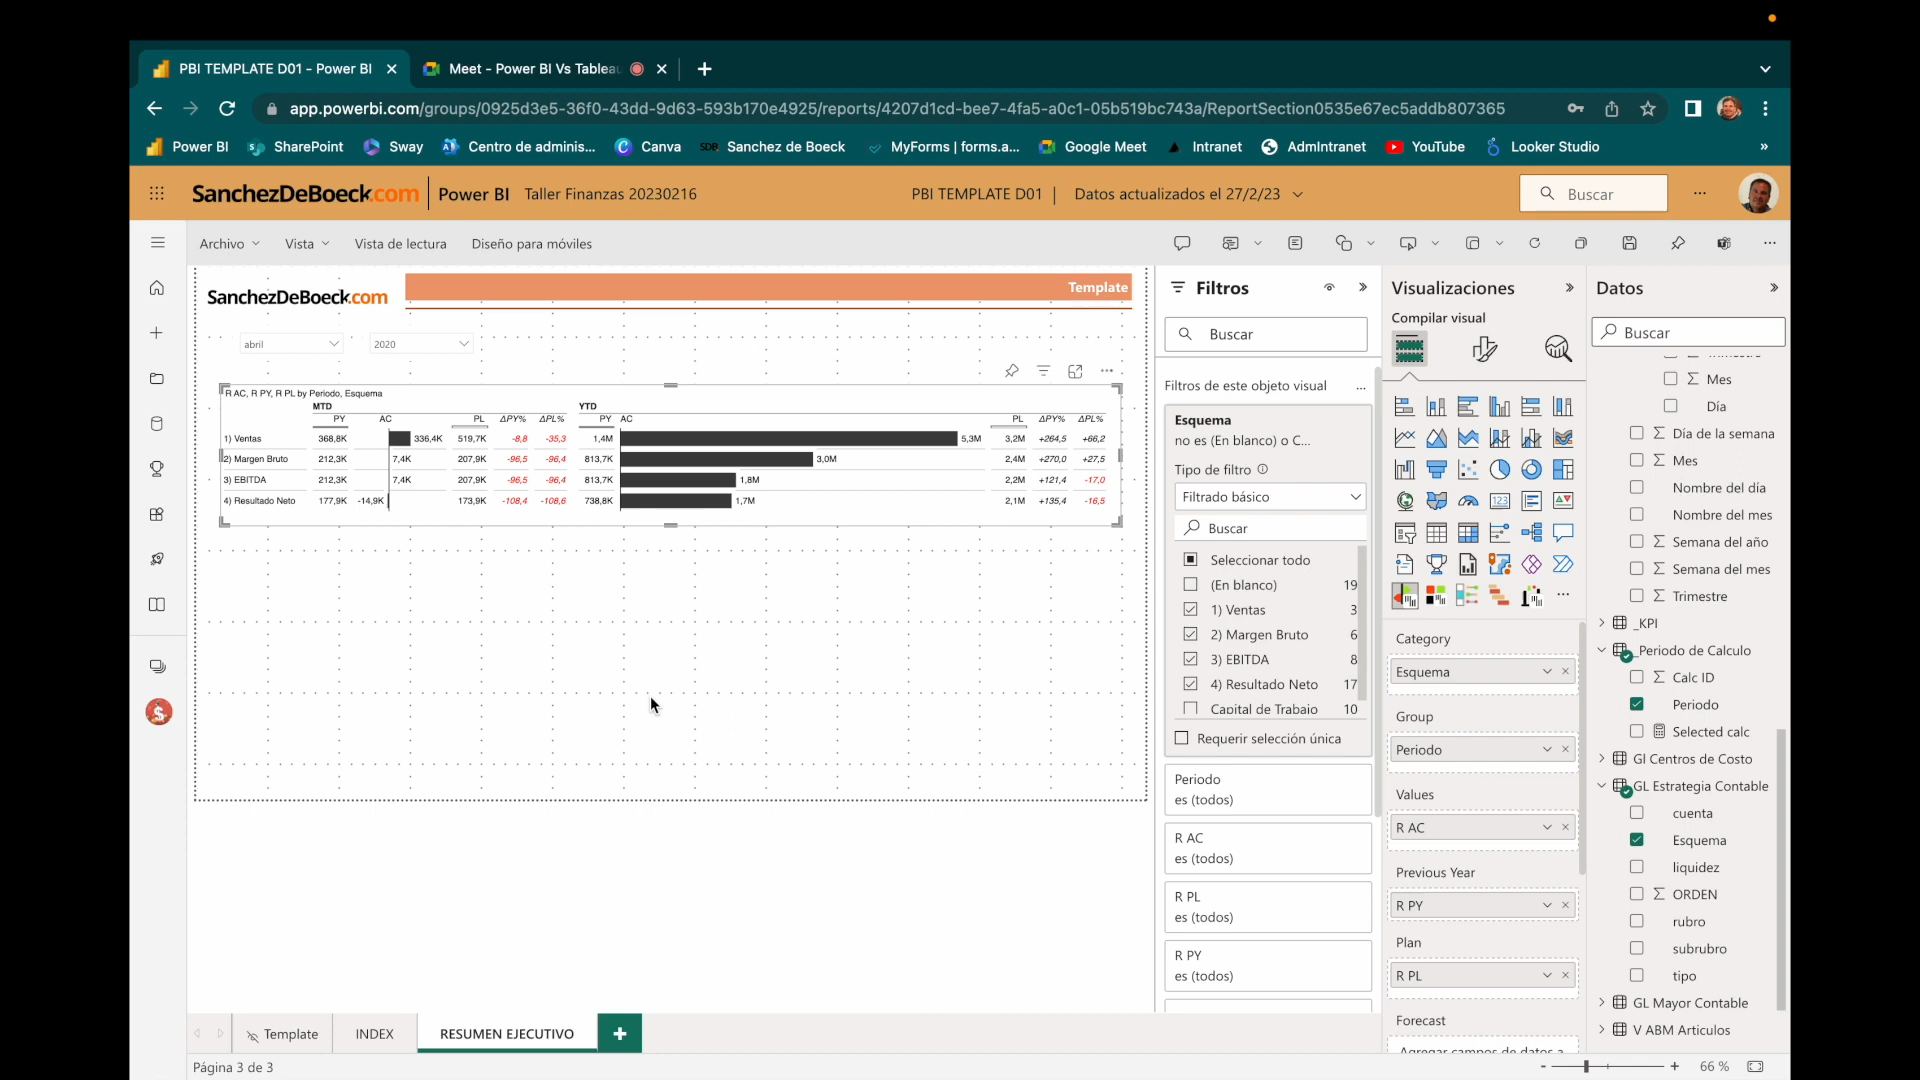 PBI TEMPLATE D01 - Power BI
Meet - Power BI Vs Tableau
app.powerbi.com/groups/0925d3e5-36f0-43dd-9d63-593b170e4925/reports/4207d1cd-bee7-4fa5-a0c1-05b519bc743a/ReportSection0535e67ec5addb807365
Power BI SharePoint Sway Centro de adminis... Canva SDB Sanchez de Boeck MyForms | forms.a... Google Meet Intranet AdmIntranet YouTube Looker Studio »
SanchezDeBoeck.com Power BI Taller Finanzas 20230216 PBI TEMPLATE D01 | Datos actualizados el 27/2/23 Buscar
Archivo Vista Vista de lectura Diseño para móviles
SanchezDeBoeck.com
Template
abril 2020
R AC, R PY, R PL by Periodo, Esquema
MTD YTD
PY AC PL ΔPY% ΔPL% PY AC PL ΔPY% ΔPL%
1) Ventas 368,8K 336,4K 519,7K -8,8 -35,3 1,4M 5,3M 3,2M +264,5 +66,2
2) Margen Bruto 212,3K 7,4K 207,9K -96,5 -96,4 813,7K 3,0M 2,4M +270,0 +27,5
3) EBITDA 212,3K 7,4K 207,9K -96,5 -96,4 813,7K 1,8M 2,2M +121,4 -17,0
4) Resultado Neto 177,9K -14,9K 173,9K -108,4 -108,6 738,8K 1,7M 2,1M +135,4 -16,5
Template INDEX RESUMEN EJECUTIVO +
Página 3 de 3
Filtros
Buscar
Filtros de este objeto visual ...
Esquema
no es (En blanco) o C...
Tipo de filtro
Filtrado básico
Buscar
Seleccionar todo
(En blanco) 19
1) Ventas 3
2) Margen Bruto 6
3) EBITDA 8
4) Resultado Neto 17
Capital de Trabajo 10
Requerir selección única
Periodo
es (todos)
R AC
es (todos)
R PL
es (todos)
R PY
es (todos)
Visualizaciones
Compilar visual
123
Category
Esquema
Group
Periodo
Values
R AC
Previous Year
R PY
Plan
R PL
Forecast
Agregar campos de datos a
Datos
Buscar
Trimestre
Mes
Día
Día de la semana
Mes
Nombre del día
Nombre del mes
Semana del año
Semana del mes
Trimestre
_KPI
_Periodo de Calculo
Calc ID
Periodo
Selected calc
Gl Centros de Costo
GL Estrategia Contable
cuenta
Esquema
liquidez
ORDEN
rubro
subrubro
tipo
GL Mayor Contable
V ABM Articulos
- + 66 %